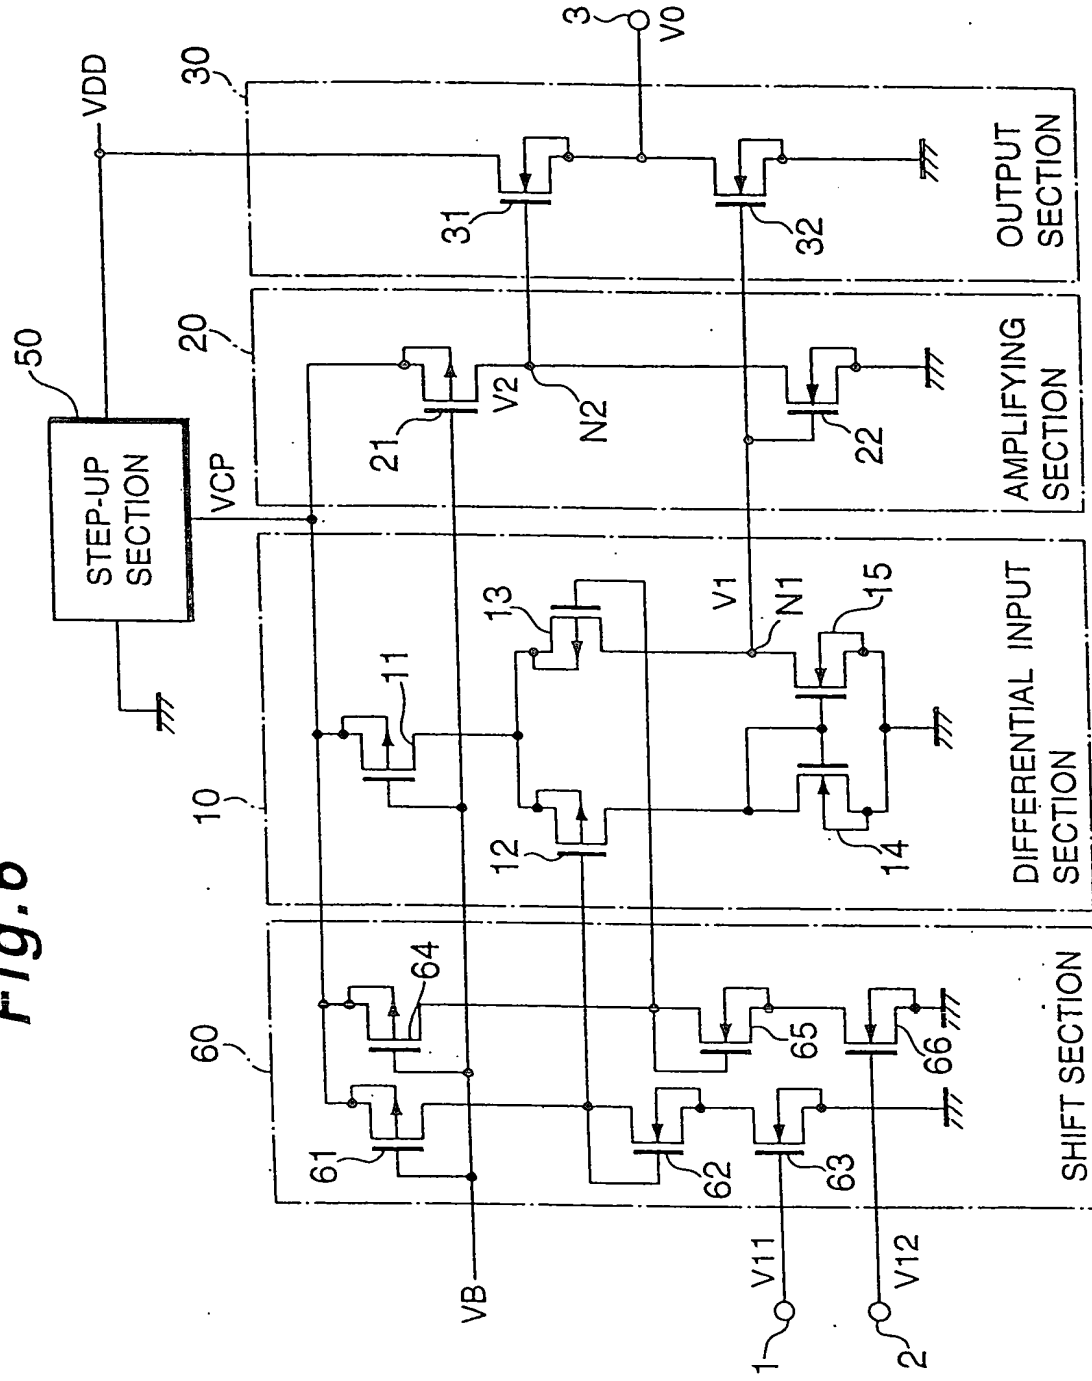 Fig.6
VDD
50
STEP-UP
SECTION
VCP
30
3
V0
20
10
60
31
32
OUTPUT
SECTION
21
V2
N2
22
AMPLIFYING
SECTION
11
12
13
V1
N1
14
15
DIFFERENTIAL INPUT
SECTION
61
64
62
65
63
66
SHIFT SECTION
VB
V11
V12
1
2